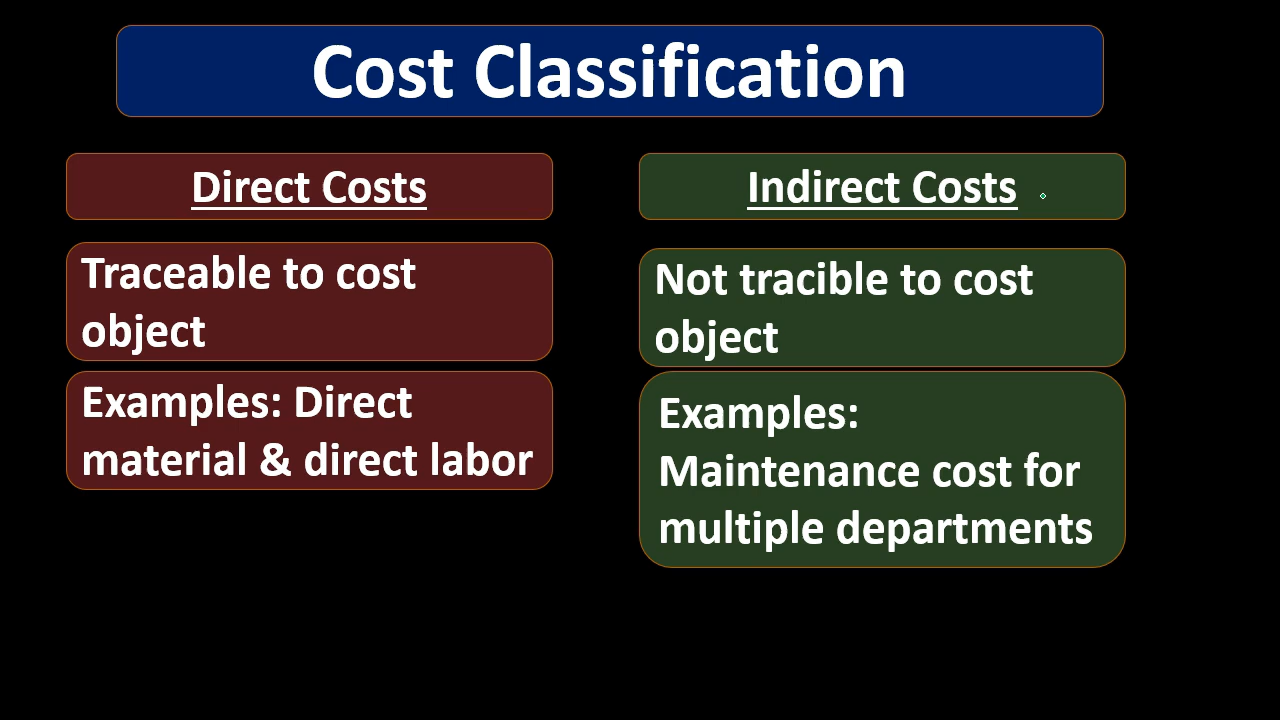 Cost Classification
Direct Costs
Traceable to cost
object
Examples: Direct
material & direct labor
Indirect Costs
Not tracible to cost
object
Examples:
Maintenance cost for
multiple departments